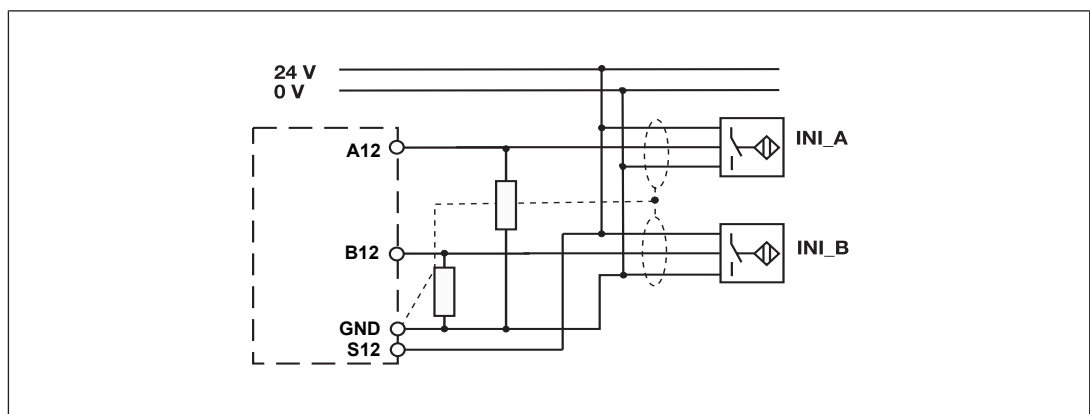 24 V
0 V
INI_A
A12
INI_B
B12
GND
S12